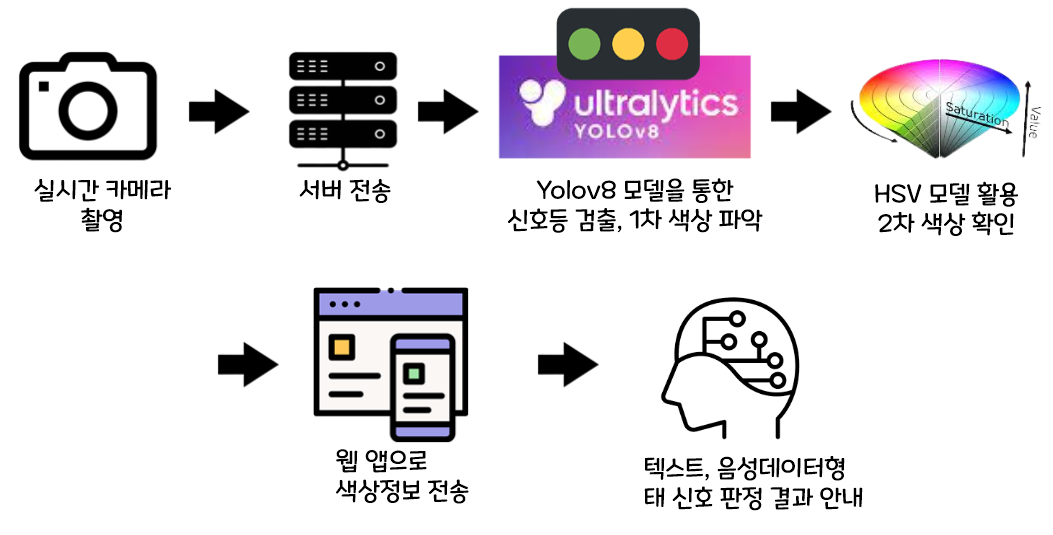 ultralytics
YOLOv8
Saturation
Value
실시간 카메라
촬영
서버 전송
Yolov8 모델을 통한
신호등 검출, 1차 색상 파악
HSV 모델 활용
2차 색상 확인
웹 앱으로
색상정보 전송
텍스트, 음성데이터형
태 신호 판정 결과 안내